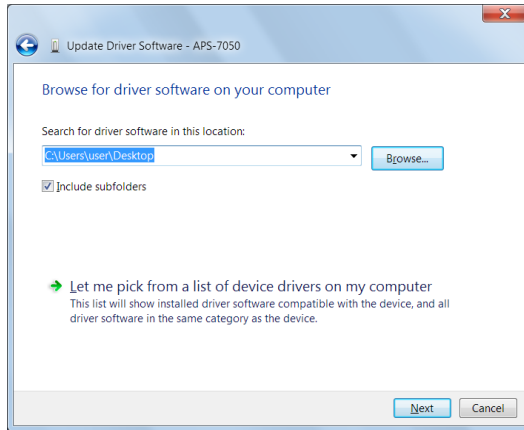 Update Driver Software - APS-7050
Browse for driver software on your computer
Search for driver software in this location:
C:\Users\user\Desktop
Browse...
Include subfolders
Let me pick from a list of device drivers on my computer
This list will show installed driver software compatible with the device, and all
driver software in the same category as the device.
Next
Cancel